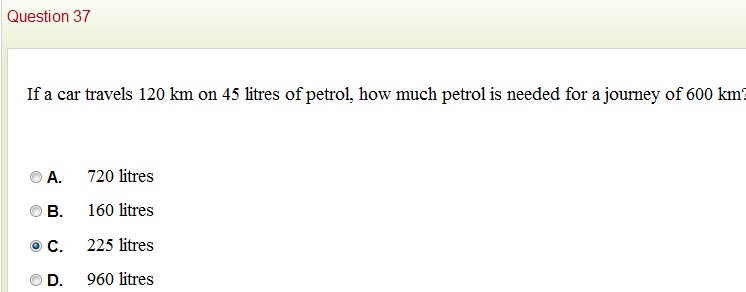 Question 37
If a car travels 120 km on 45 litres of petrol, how much petrol is needed for a journey of 600 km?
A. 720 litres
B. 160 litres
C. 225 litres
D. 960 litres